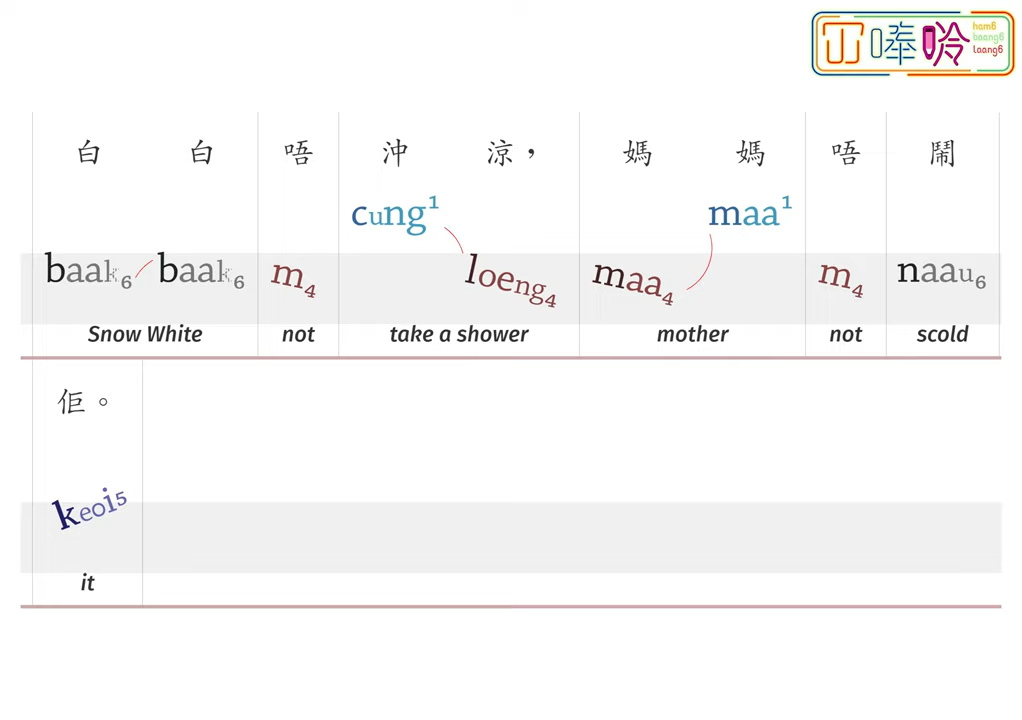 冚唪唥
ham6
baang6
laang6
白 白 唔 沖 涼， 媽 媽 唔 鬧
cung¹ maa¹
baak₆ baak₆ m₄ loeng₄ maa₄ m₄ naau₆
Snow White not take a shower mother not scold
佢。
keoi₅
it